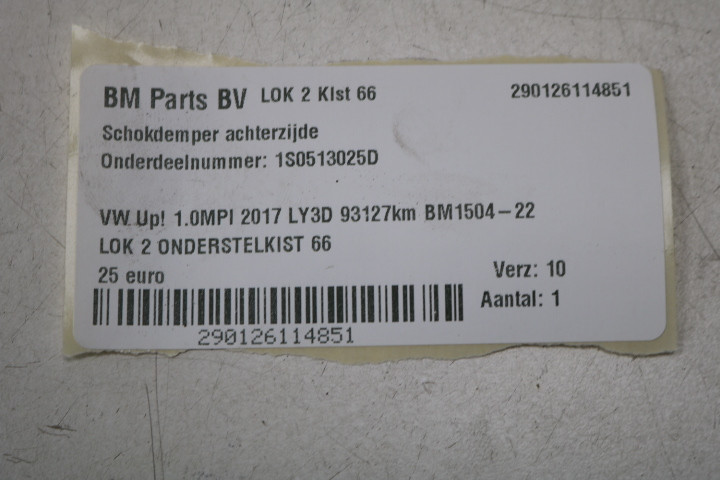 BM Parts BV LOK 2 KIst 66 290126114851
Schokdemper achterzijde
Onderdeelnummer: 1S0513025D
VW Up! 1.0MPI 2017 LY3D 93127km BM1504-22
LOK 2 ONDERSTELKIST 66
25 euro Verz: 10
Aantal: 1
290126114851